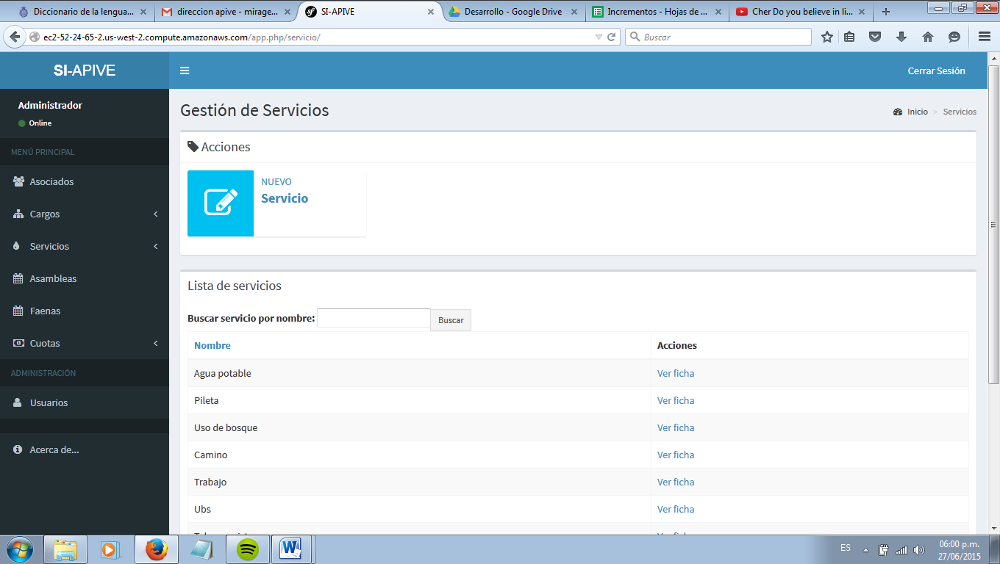 Diccionario de la lengua...
direccion apive - mirage...
SI-APIVE
Desarrollo - Google Drive
Incrementos - Hojas de ...
Cher Do you believe in li...
ec2-52-24-65-2.us-west-2.compute.amazonaws.com/app.php/servicio/
Buscar
SI-APIVE
Cerrar Sesión
Administrador
Online
MENÚ PRINCIPAL
Asociados
Cargos
Servicios
Asambleas
Faenas
Cuotas
ADMINISTRACIÓN
Usuarios
Acerca de...
Gestión de Servicios
Inicio > Servicios
Acciones
NUEVO
Servicio
Lista de servicios
Buscar servicio por nombre: Buscar
Nombre Acciones
Agua potable Ver ficha
Pileta Ver ficha
Uso de bosque Ver ficha
Camino Ver ficha
Trabajo Ver ficha
Ubs Ver ficha
ES
06:00 p.m.
27/06/2015